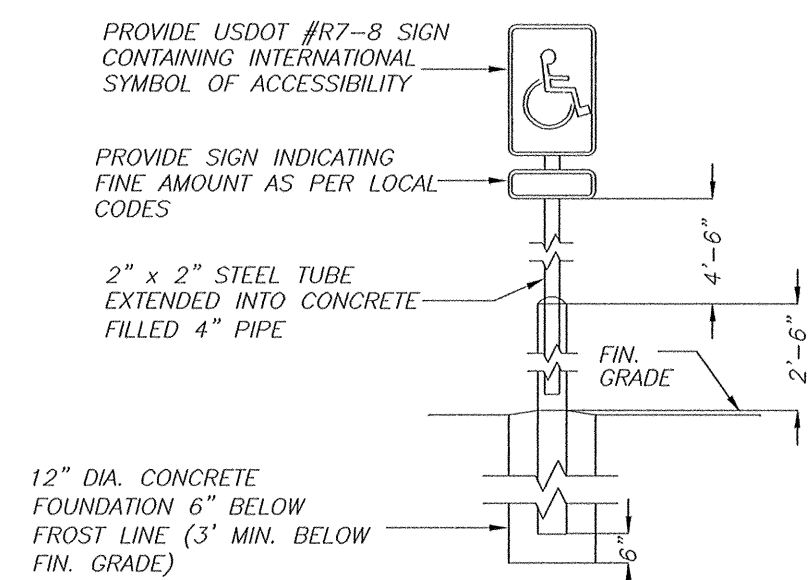 PROVIDE USDOT #R7-8 SIGN
CONTAINING INTERNATIONAL
SYMBOL OF ACCESSIBILITY
PROVIDE SIGN INDICATING
FINE AMOUNT AS PER LOCAL
CODES
4'-6"
2" x 2" STEEL TUBE
EXTENDED INTO CONCRETE
FILLED 4" PIPE
2'-6"
FIN.
GRADE
12" DIA. CONCRETE
FOUNDATION 6" BELOW
FROST LINE (3' MIN. BELOW
FIN. GRADE)
6"